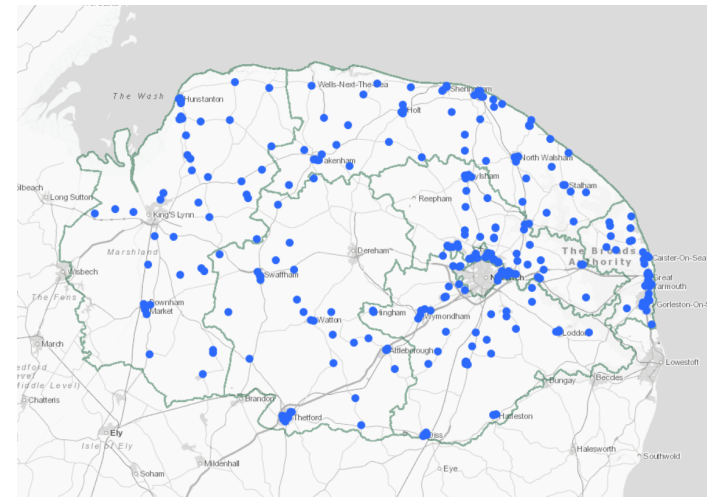 The Wash
Hunstanton
Wells-Next-The-Sea
Sheringham
Holt
North Walsham
Fakenham
Stalham
Aylsham
Reepham
Long Sutton
King'S Lynn
Marshland
Dereham
The Broads
Authority
Caister-On-Sea
Great
Yarmouth
Wisbech
Swaffham
Norwich
The Fens
Downham
Market
Gorleston-On-
Watton
Hingham
Wymondham
Loddon
March
Attleborough
Lowestoft
Middle Level)
Bungay
Beccles
Chatteris
Brandon
Thetford
Harleston
Ely
Isle of Ely
Diss
Halesworth
Southwold
Mildenhall
Eye
Soham